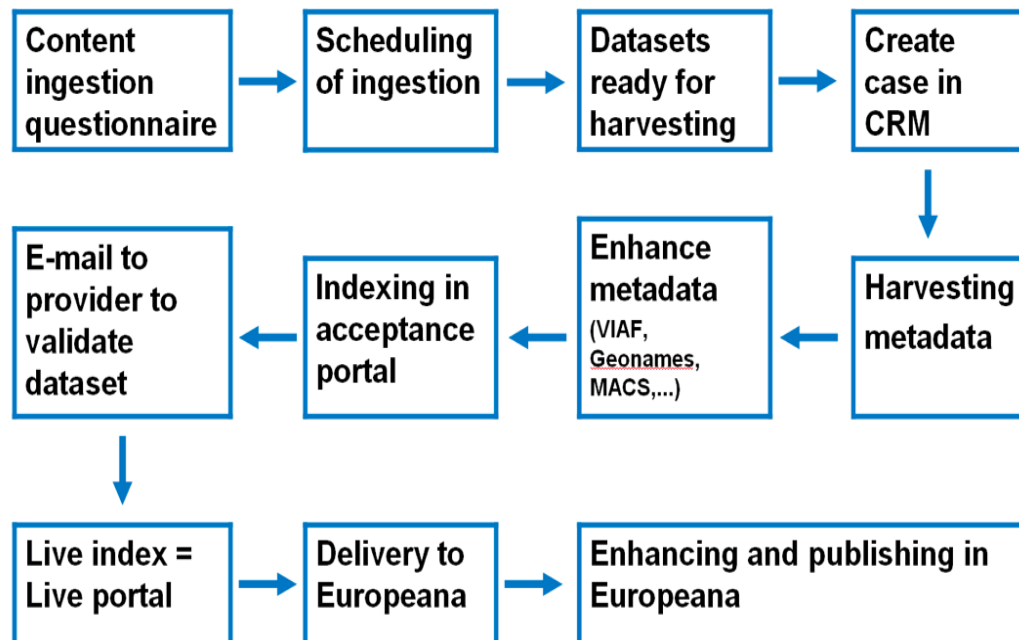 Content
ingestion
questionnaire
Scheduling
of ingestion
Datasets
ready for
harvesting
Create
case in
CRM
Harvesting
metadata
Enhance
metadata
(VIAF,
Geonames,
MACS,...)
Indexing in
acceptance
portal
E-mail to
provider to
validate
dataset
Live index =
Live portal
Delivery to
Europeana
Enhancing and publishing in
Europeana